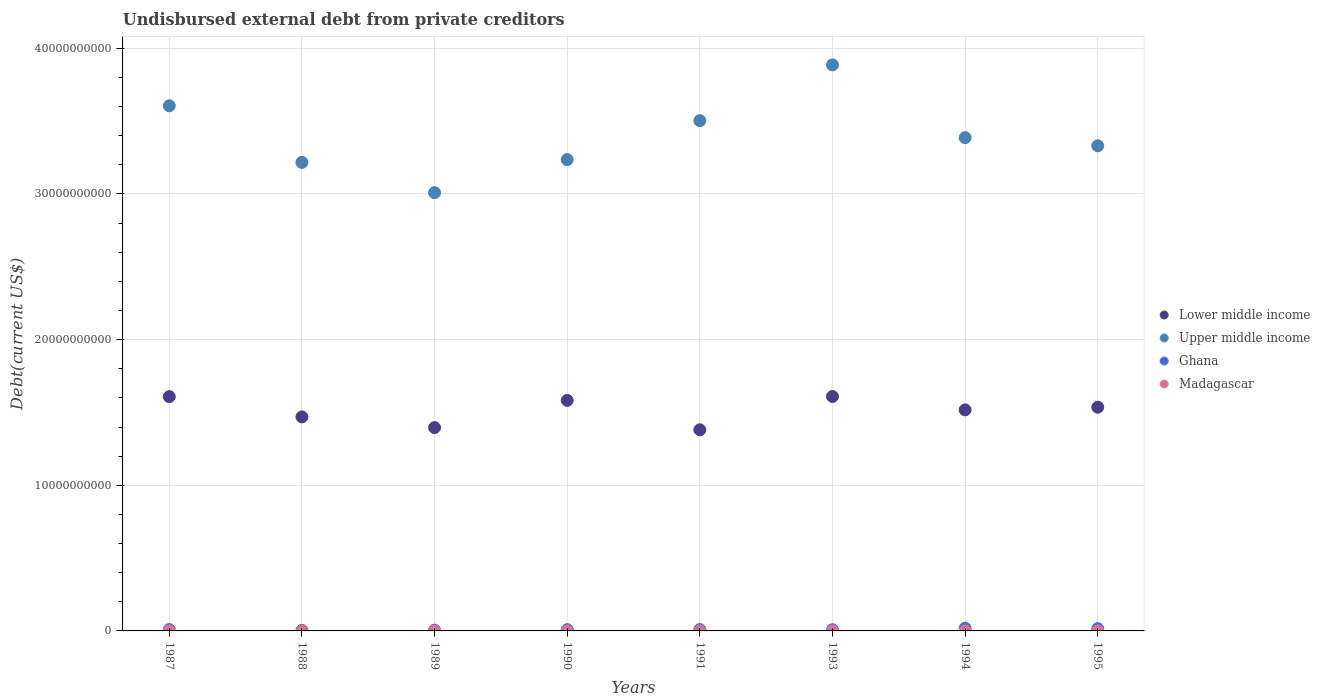 Undisbursed external debt from private creditors
Debt(current US$)
40000000000
30000000000
20000000000
10000000000
0
1987
1988
1989
1990
1991
1993
1994
1995
Years
Lower middle income
Upper middle income
Ghana
Madagascar